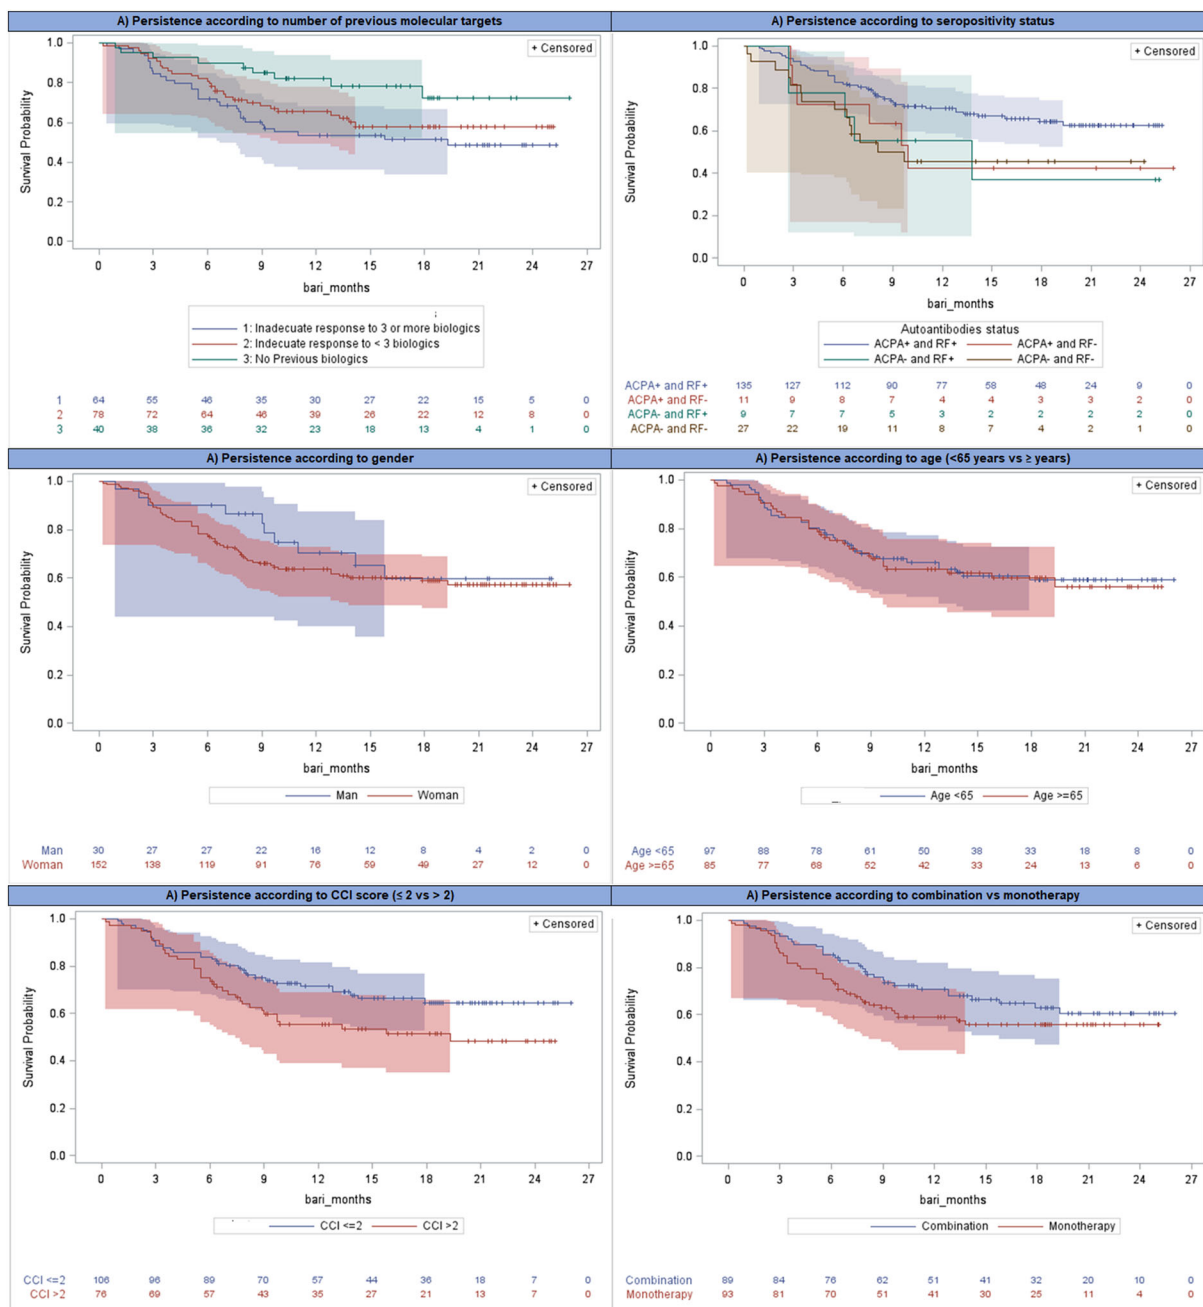 A) Persistence according to number of previous molecular targets
+ Censored
Survival Probability
1.0
0.8
0.6
0.4
0.2
0.0
0 3 6 9 12 15 18 21 24 27
bari_months
1: Inadecuate response to 3 or more biologics
2: Indecuate response to < 3 biologics
3: No Previous biologics
1 64 55 46 35 30 27 22 15 5 0
2 78 72 64 46 39 26 22 12 8 0
3 40 38 36 32 23 18 13 4 1 0
A) Persistence according to seropositivity status
+ Censored
Survival Probability
1.0
0.8
0.6
0.4
0.2
0.0
0 3 6 9 12 15 18 21 24 27
bari_months
Autoantibodies status
ACPA+ and RF+ ACPA+ and RF-
ACPA- and RF+ ACPA- and RF-
ACPA+ and RF+ 135 127 112 90 77 58 48 24 9 0
ACPA+ and RF- 11 9 8 7 4 4 3 3 2 0
ACPA- and RF+ 9 7 7 5 3 2 2 2 2 0
ACPA- and RF- 27 22 19 11 8 7 4 2 1 0
A) Persistence according to gender
+ Censored
Survival Probability
1.0
0.8
0.6
0.4
0.2
0.0
0 3 6 9 12 15 18 21 24 27
bari_months
Man Woman
Man 30 27 27 22 16 12 8 4 2 0
Woman 152 138 119 91 76 59 49 27 12 0
A) Persistence according to age (<65 years vs ≥ years)
+ Censored
Survival Probability
1.0
0.8
0.6
0.4
0.2
0.0
0 3 6 9 12 15 18 21 24 27
bari_months
Age <65 Age >=65
Age <65 97 88 78 61 50 38 33 18 8 0
Age >=65 85 77 68 52 42 33 24 13 6 0
A) Persistence according to CCI score (≤ 2 vs > 2)
+ Censored
Survival Probability
1.0
0.8
0.6
0.4
0.2
0.0
0 3 6 9 12 15 18 21 24 27
bari_months
CCI <=2 CCI >2
CCI <=2 106 96 89 70 57 44 36 18 7 0
CCI >2 76 69 57 43 35 27 21 13 7 0
A) Persistence according to combination vs monotherapy
+ Censored
Survival Probability
1.0
0.8
0.6
0.4
0.2
0.0
0 3 6 9 12 15 18 21 24 27
bari_months
Combination Monotherapy
Combination 89 84 76 62 51 41 32 20 10 0
Monotherapy 93 81 70 51 41 30 25 11 4 0